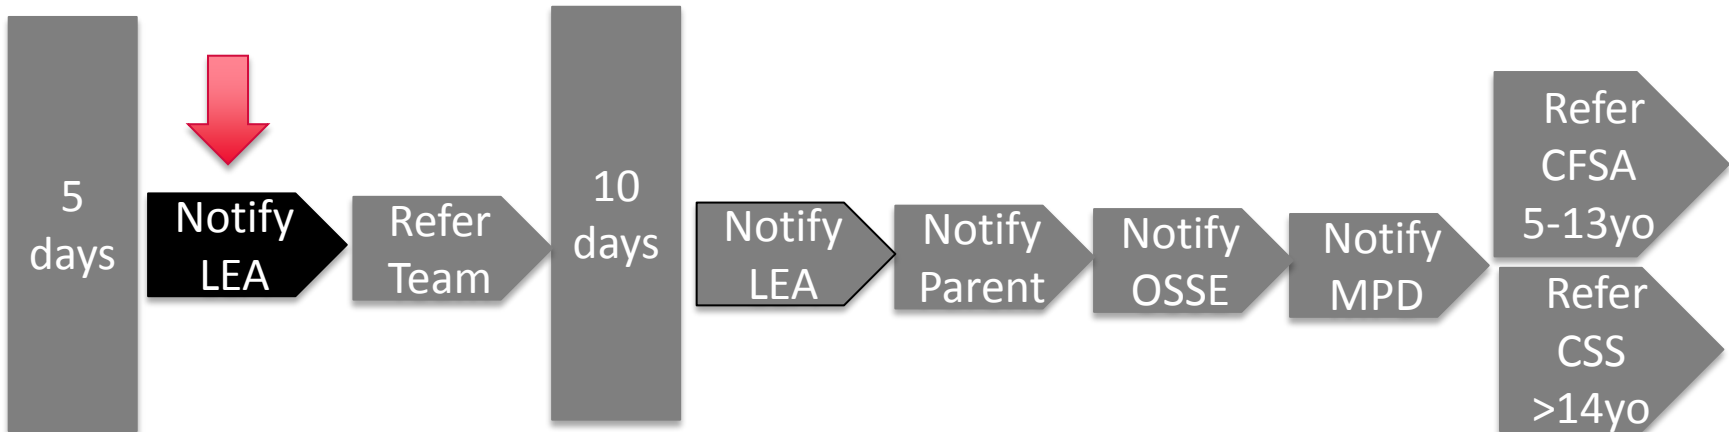 5
days
Notify
LEA
Refer
Team
10
days
Notify
LEA
Notify
Parent
Notify
OSSE
Notify
MPD
Refer
CFSA
5-13yo
Refer
CSS
>14yo